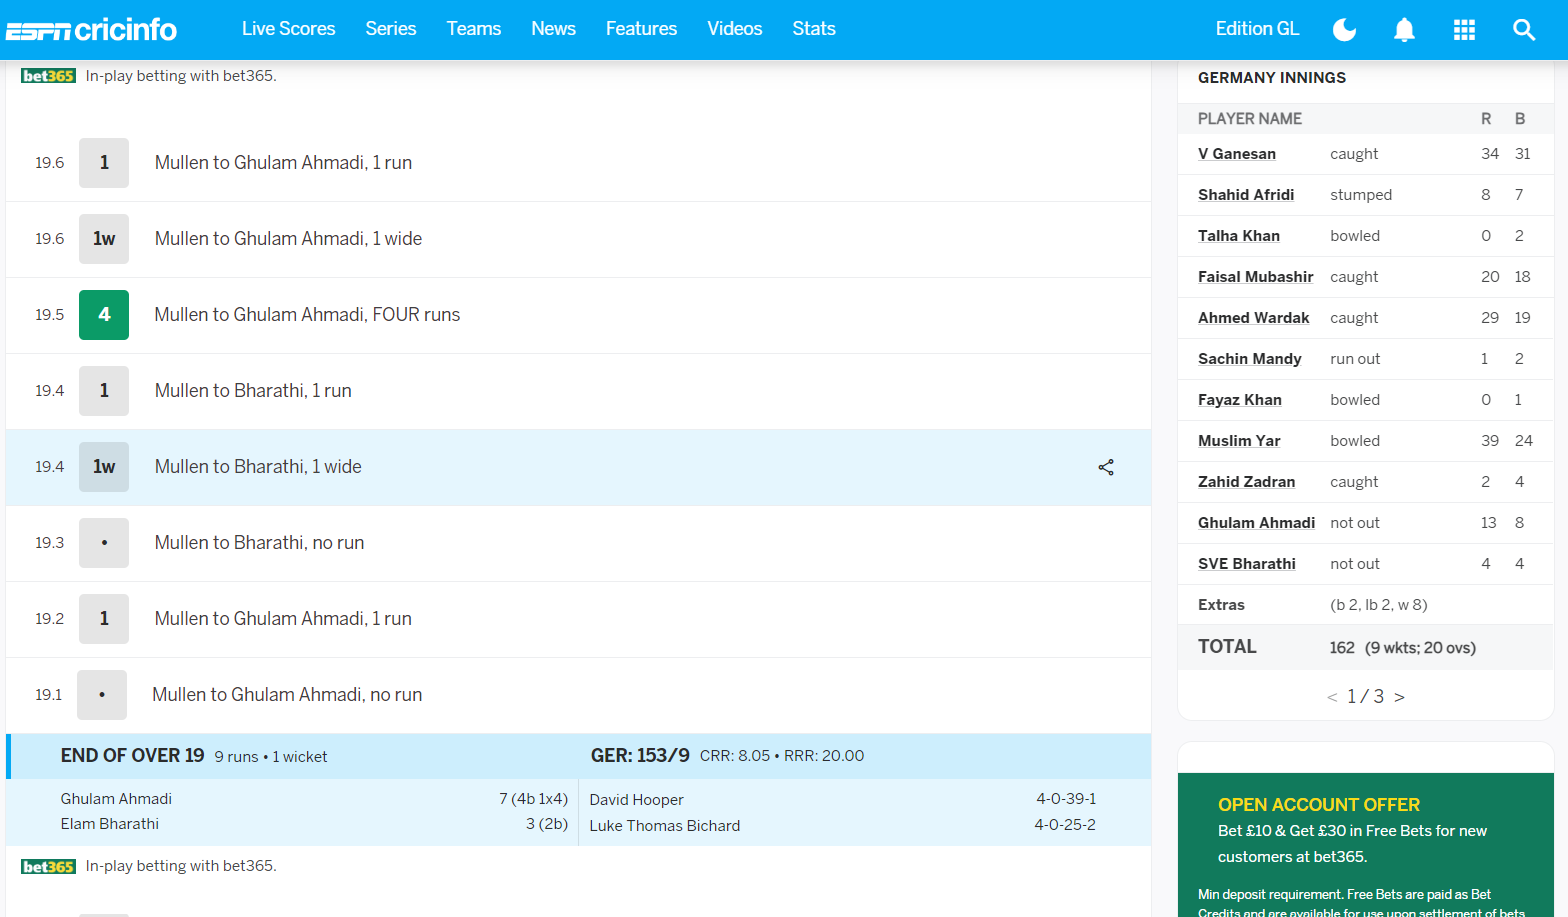 ESPN cricinfo
Live Scores Series Teams News Features Videos Stats Edition GL
bet365 In-play betting with bet365.
19.6 1 Mullen to Ghulam Ahmadi, 1 run
19.6 1w Mullen to Ghulam Ahmadi, 1 wide
19.5 4 Mullen to Ghulam Ahmadi, FOUR runs
19.4 1 Mullen to Bharathi, 1 run
19.4 1w Mullen to Bharathi, 1 wide
19.3 • Mullen to Bharathi, no run
19.2 1 Mullen to Ghulam Ahmadi, 1 run
19.1 • Mullen to Ghulam Ahmadi, no run
END OF OVER 19 9 runs • 1 wicket GER: 153/9 CRR: 8.05 • RRR: 20.00
Ghulam Ahmadi 7 (4b 1x4) David Hooper 4-0-39-1
Elam Bharathi 3 (2b) Luke Thomas Bichard 4-0-25-2
bet365 In-play betting with bet365.
GERMANY INNINGS
PLAYER NAME R B
V Ganesan caught 34 31
Shahid Afridi stumped 8 7
Talha Khan bowled 0 2
Faisal Mubashir caught 20 18
Ahmed Wardak caught 29 19
Sachin Mandy run out 1 2
Fayaz Khan bowled 0 1
Muslim Yar bowled 39 24
Zahid Zadran caught 2 4
Ghulam Ahmadi not out 13 8
SVE Bharathi not out 4 4
Extras (b 2, lb 2, w 8)
TOTAL 162 (9 wkts; 20 ovs)
< 1 / 3 >
OPEN ACCOUNT OFFER
Bet £10 & Get £30 in Free Bets for new
customers at bet365.
Min deposit requirement. Free Bets are paid as Bet
Credits and are available for use upon settlement of bets